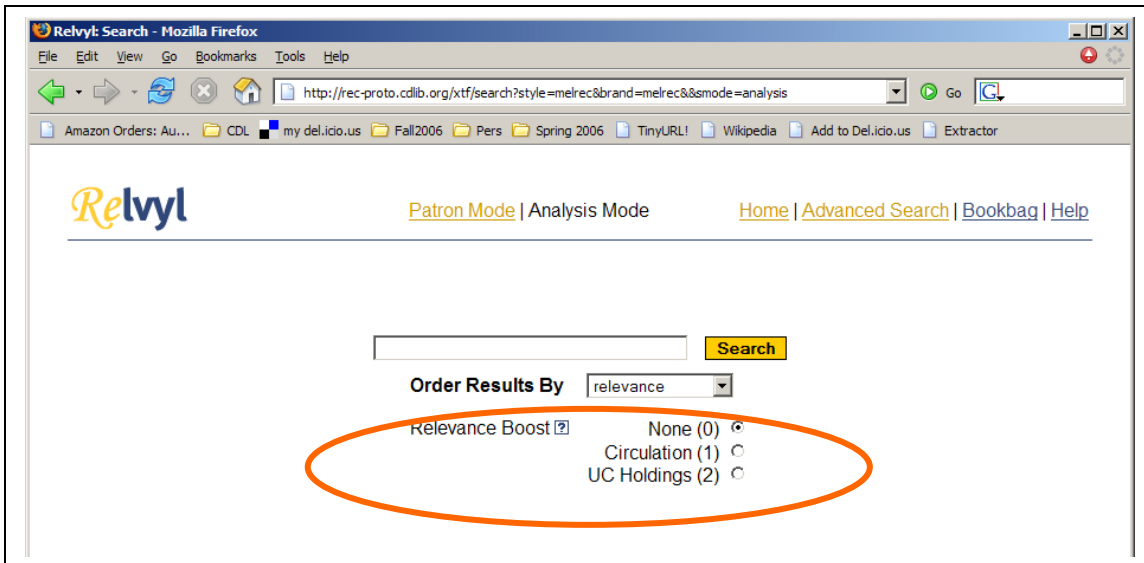 Relvyl: Search - Mozilla Firefox
File Edit View Go Bookmarks Tools Help
http://rec-proto.cdlib.org/xtf/search?style=melrec&brand=melrec&&smode=analysis Go G
Amazon Orders: Au... CDL my del.icio.us Fall2006 Pers Spring 2006 TinyURL! Wikipedia Add to Del.icio.us Extractor
Relvyl Patron Mode | Analysis Mode Home | Advanced Search | Bookbag | Help
Search
Order Results By relevance
Relevance Boost ? None (0)
Circulation (1)
UC Holdings (2)